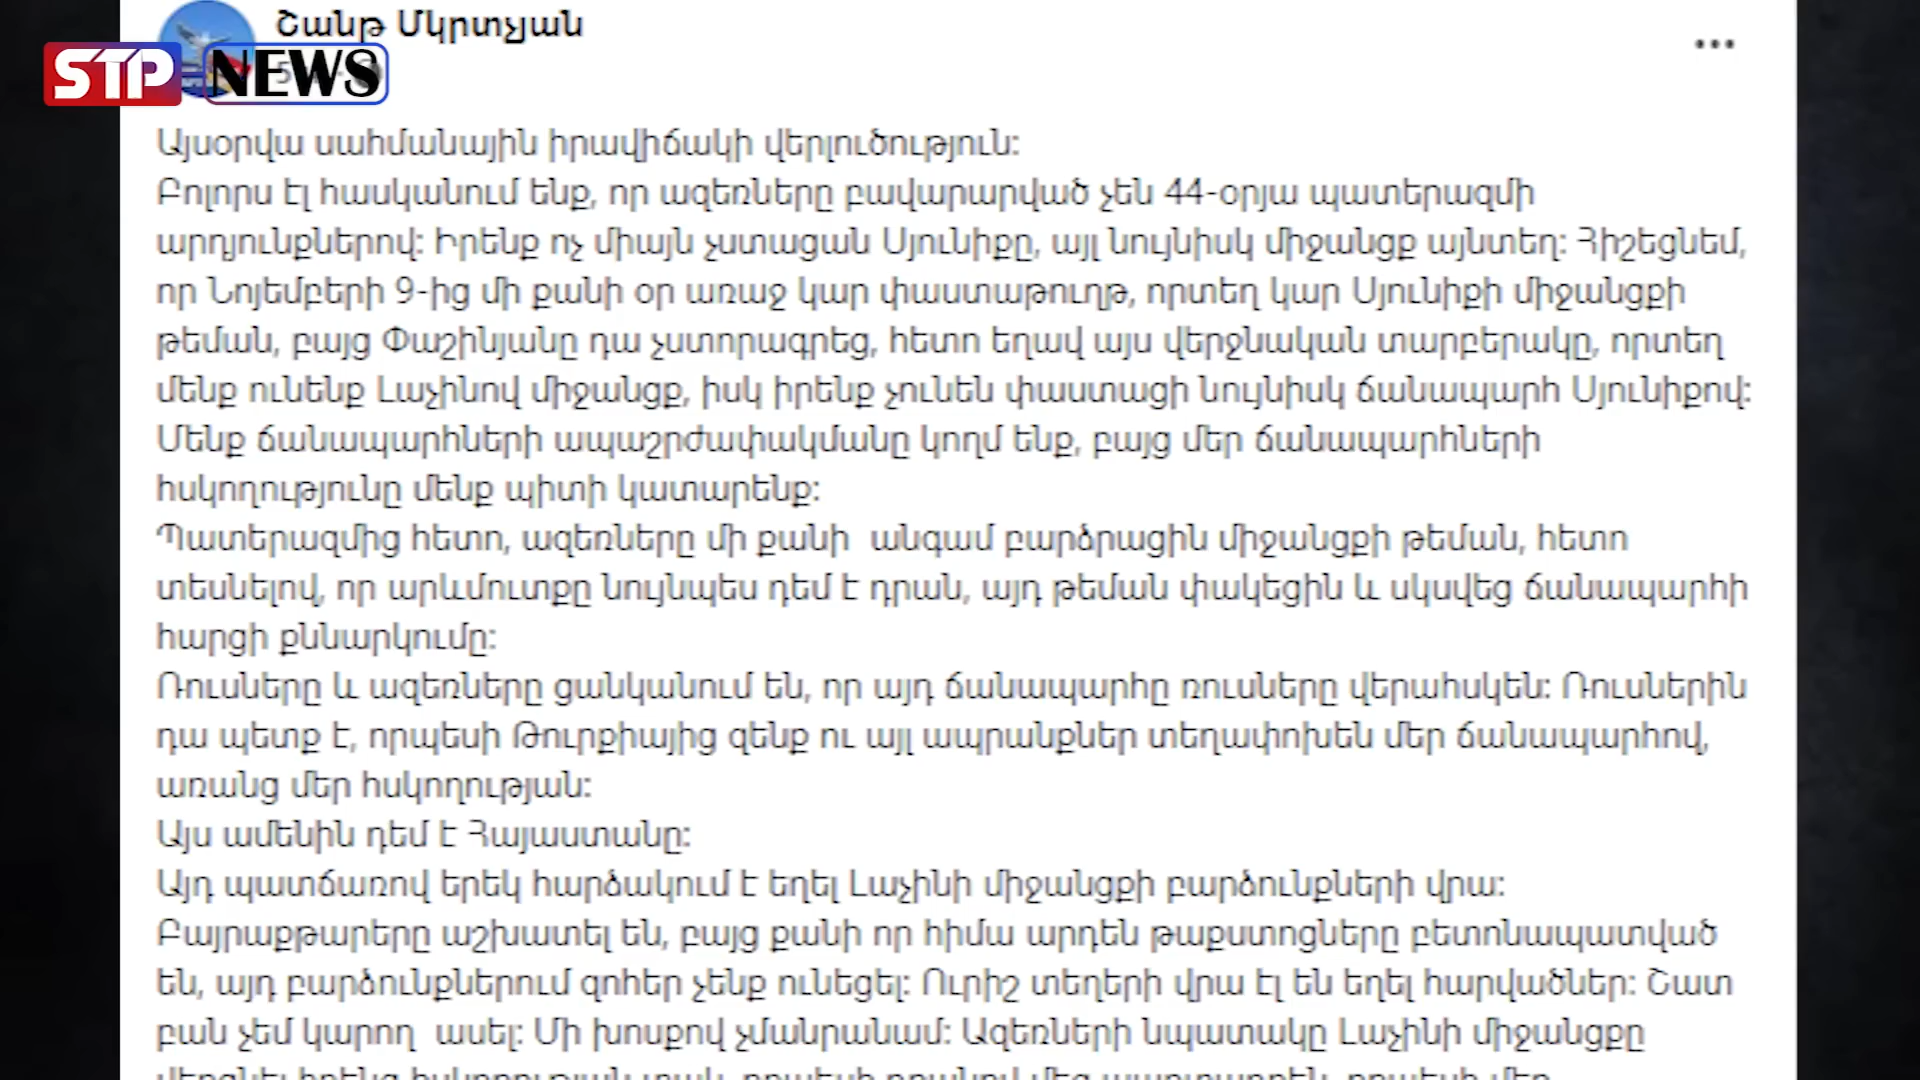 Շանթ Մկրտչյան
STP NEWS
Այսօրվա սահմանային իրավիճակի վերլուծություն:
Բոլորս էլ հասկանում ենք, որ ազեռները բավարարված չեն 44-օրյա պատերազմի
արդյունքներով: Իրենք ոչ միայն չստացան Սյունիքը, այլ նույնիսկ միջանցք այնտեղ: Հիշեցնեմ,
որ Նոյեմբերի 9-ից մի քանի օր առաջ կար փաստաթուղթ, որտեղ կար Սյունիքի միջանցքի
թեման, բայց Փաշինյանը դա չստորագրեց, հետո եղավ այս վերջնական տարբերակը, որտեղ
մենք ունենք Լաչինով միջանցք, իսկ իրենք չունեն փաստացի նույնիսկ ճանապարհ Սյունիքով:
Մենք ճանապարհների ապաշրժափակմանը կողմ ենք, բայց մեր ճանապարհների
հսկողությունը մենք պիտի կատարենք:
Պատերազմից հետո, ազեռները մի քանի  անգամ բարձրացին միջանցքի թեման, հետո
տեսնելով, որ արևմուտքը նույնպես դեմ է դրան, այդ թեման փակեցին և սկսվեց ճանապարհի
հարցի քննարկումը:
Ռուսները և ազեռները ցանկանում են, որ այդ ճանապարհը ռուսները վերահսկեն: Ռուսներին
դա պետք է, որպեսի Թուրքիայից զենք ու այլ ապրանքներ տեղափոխեն մեր ճանապարհով,
առանց մեր հսկողության:
Այս ամենին դեմ է Հայաստանը:
Այդ պատճառով երեկ հարձակում է եղել Լաչինի միջանցքի բարձունքների վրա:
Բայրաքթարերը աշխատել են, բայց քանի որ հիմա արդեն թաքստոցները բետոնապատված
են, այդ բարձունքներում զոհեր չենք ունեցել: Ուրիշ տեղերի վրա էլ են եղել հարվածներ: Շատ
բան չեմ կարող  ասել: Մի խոսքով չմանրանամ: Ազեռների նպատակը Լաչինի միջանցքը